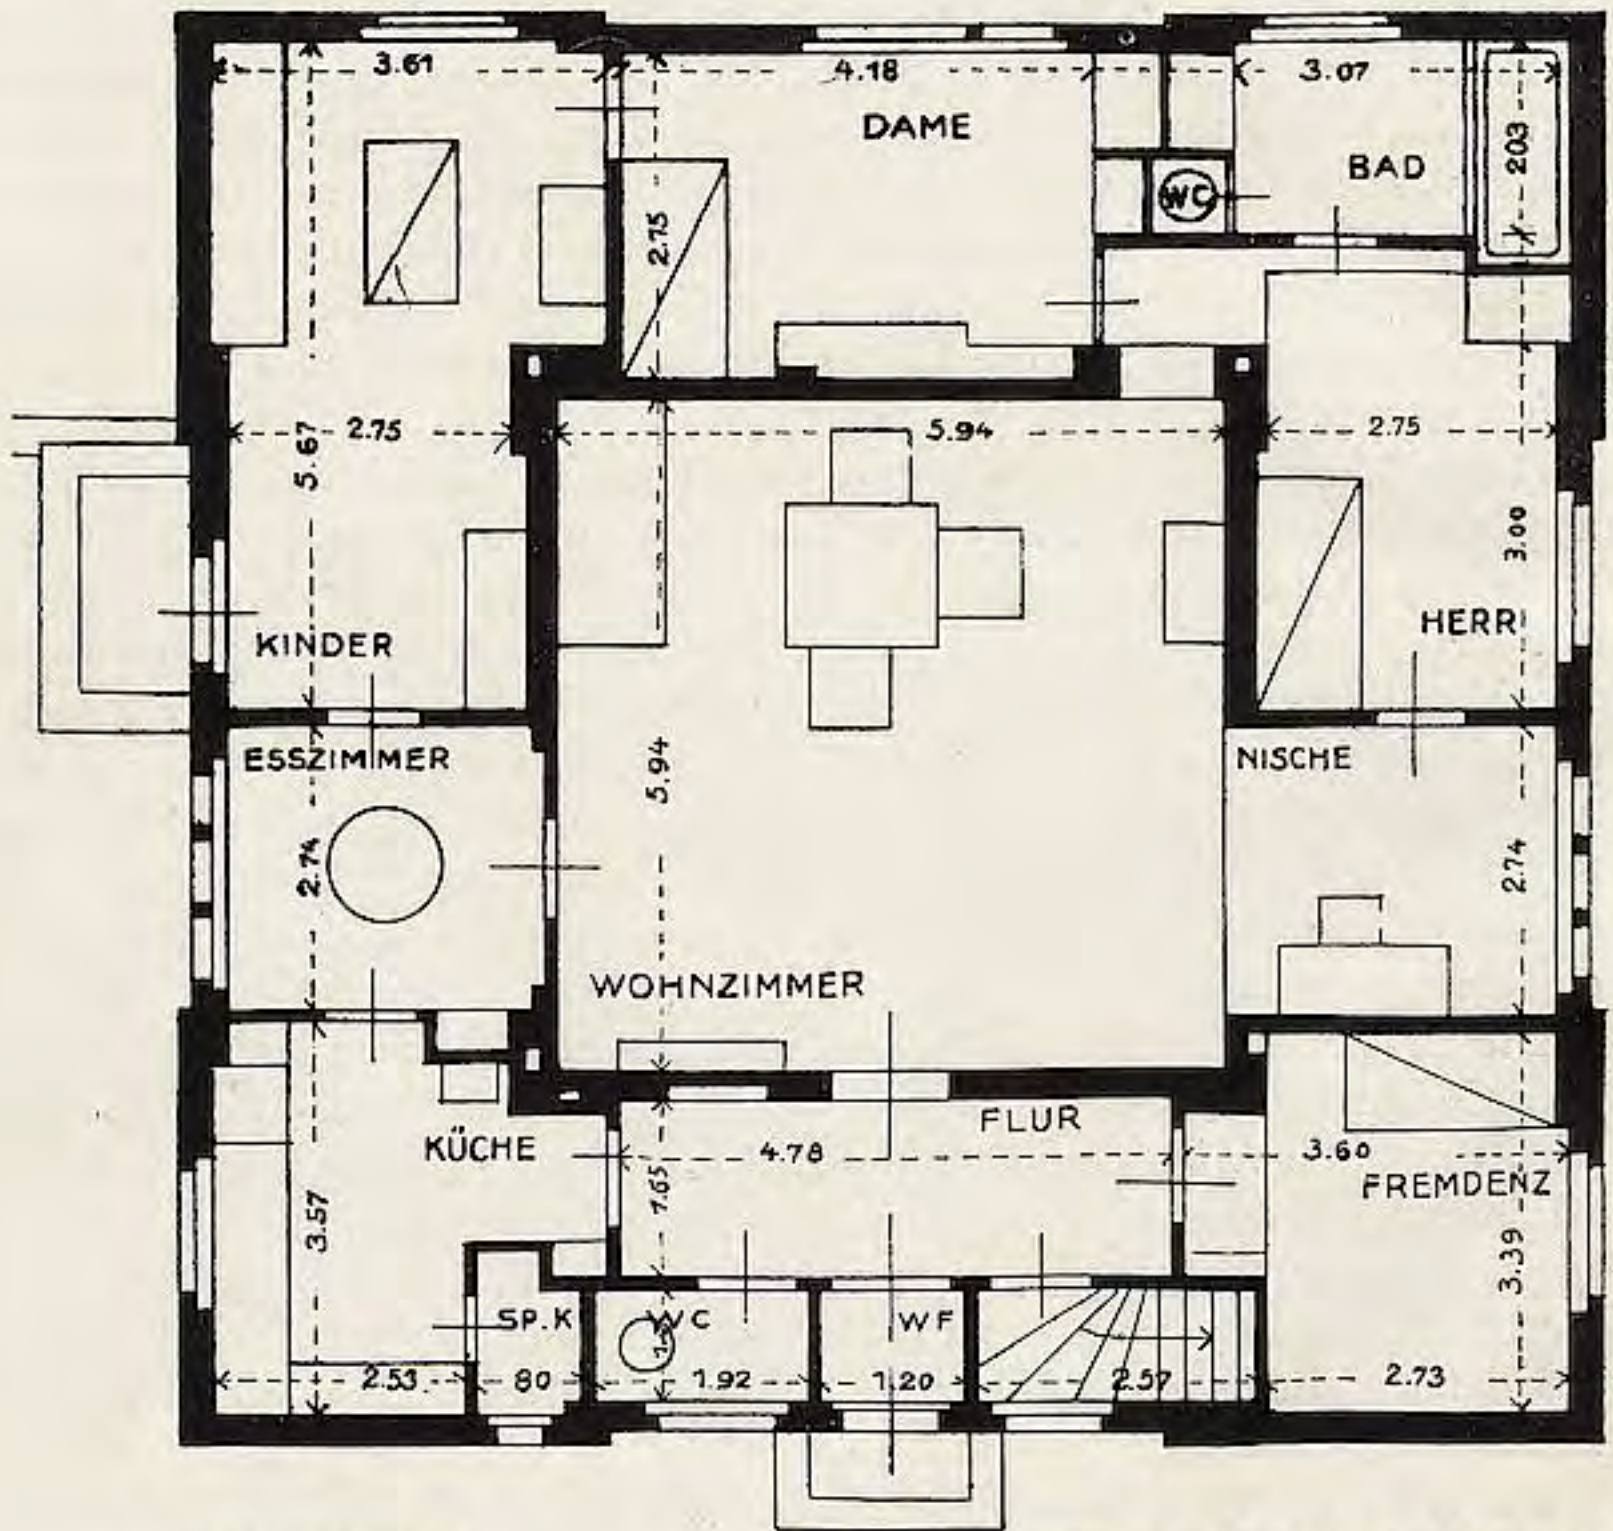 3.61
4.18
3.07
DAME
BAD
203
WC
2.75
2.75
5.94
2.75
5.67
3.00
KINDER
HERR
ESSZIMMER
NISCHE
5.94
2.74
2.74
WOHNZIMMER
FLUR
KÜCHE
4.78
3.60
FREMDENZ
1.65
3.57
3.39
SP.K
WC
WF
2.53
80
1.92
1.20
2.57
2.73